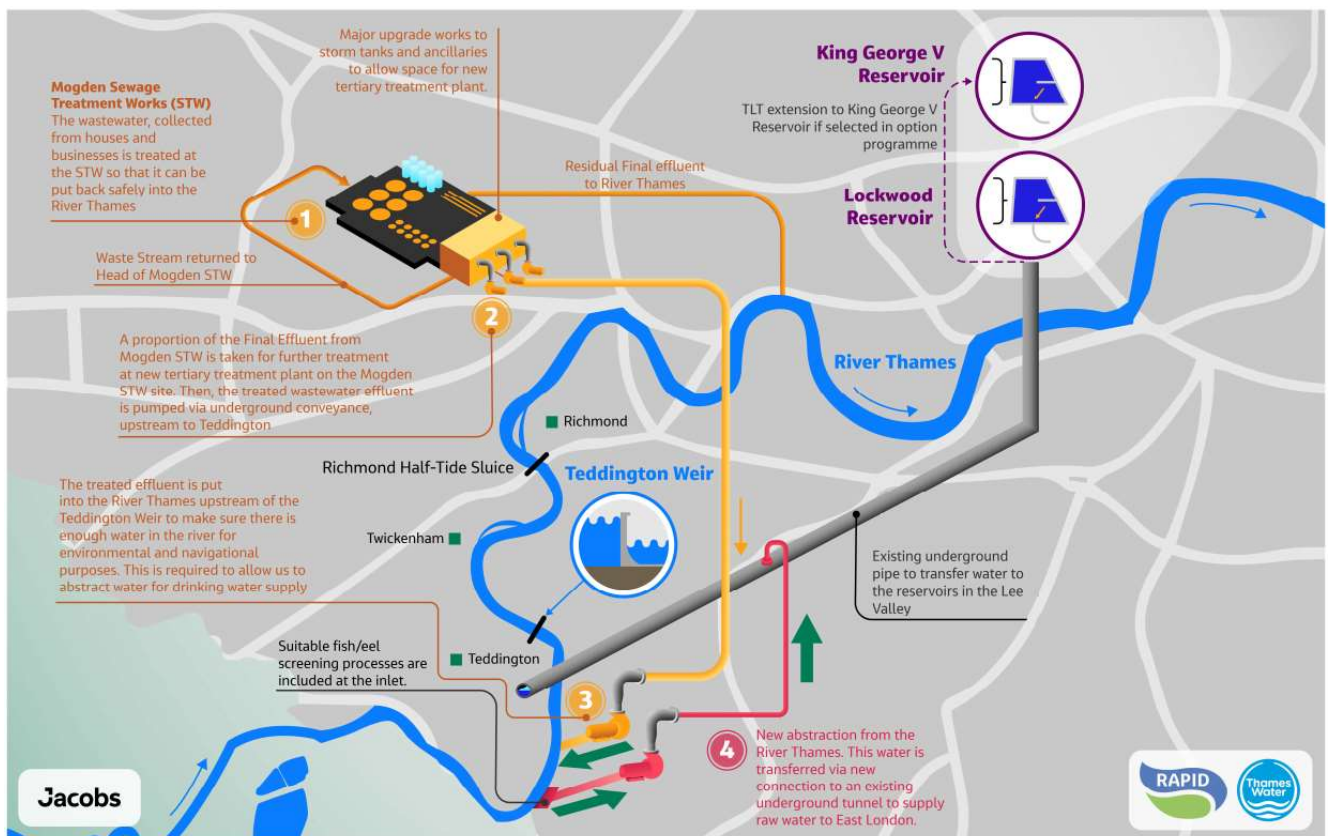 Major upgrade works to
storm tanks and ancillaries
to allow space for new
tertiary treatment plant.
King George V
Reservoir
Mogden Sewage
Treatment Works (STW)
The wastewater, collected
from houses and
businesses is treated at
the STW so that it can be
put back safely into the
River Thames
TLT extension to King George V
Reservoir if selected in option
programme
Residual Final effluent
to River Thames
Lockwood
Reservoir
1
Waste Stream returned to
Head of Mogden STW
2
A proportion of the Final Effluent from
Mogden STW is taken for further treatment
at new tertiary treatment plant on the Mogden
STW site. Then, the treated wastewater effluent
is pumped via underground conveyance,
upstream to Teddington
River Thames
Richmond
Richmond Half-Tide Sluice
Teddington Weir
The treated effluent is put
into the River Thames upstream of the
Teddington Weir to make sure there is
enough water in the river for
environmental and navigational
purposes. This is required to allow us to
abstract water for drinking water supply
Twickenham
Existing underground
pipe to transfer water to
the reservoirs in the Lee
Valley
Suitable fish/eel
screening processes are
included at the inlet.
Teddington
3
4
New abstraction from the
River Thames. This water is
transferred via new
connection to an existing
underground tunnel to supply
raw water to East London.
Jacobs
RAPID
Thames
Water